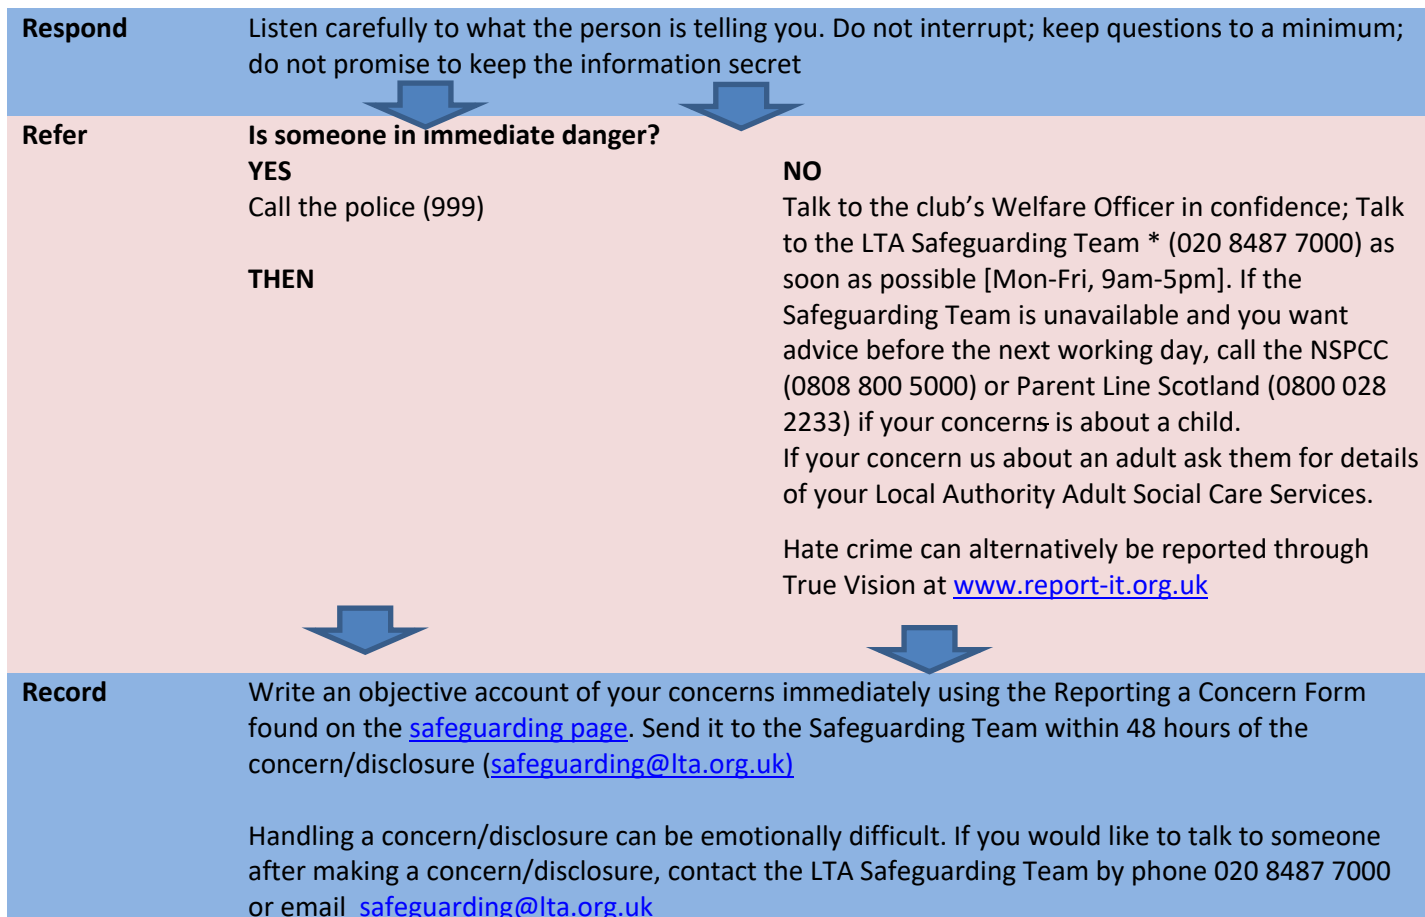 Respond Listen carefully to what the person is telling you. Do not interrupt; keep questions to a minimum;
do not promise to keep the information secret
Refer Is someone in immediate danger?
YES
Call the police (999)
THEN
NO
Talk to the club’s Welfare Officer in confidence; Talk
to the LTA Safeguarding Team * (020 8487 7000) as
soon as possible [Mon-Fri, 9am-5pm]. If the
Safeguarding Team is unavailable and you want
advice before the next working day, call the NSPCC
(0808 800 5000) or Parent Line Scotland (0800 028
2233) if your concerns is about a child.
If your concern us about an adult ask them for details
of your Local Authority Adult Social Care Services.
Hate crime can alternatively be reported through
True Vision at www.report-it.org.uk
Record Write an objective account of your concerns immediately using the Reporting a Concern Form
found on the safeguarding page. Send it to the Safeguarding Team within 48 hours of the
concern/disclosure (safeguarding@lta.org.uk)
Handling a concern/disclosure can be emotionally difficult. If you would like to talk to someone
after making a concern/disclosure, contact the LTA Safeguarding Team by phone 020 8487 7000
or email safeguarding@lta.org.uk